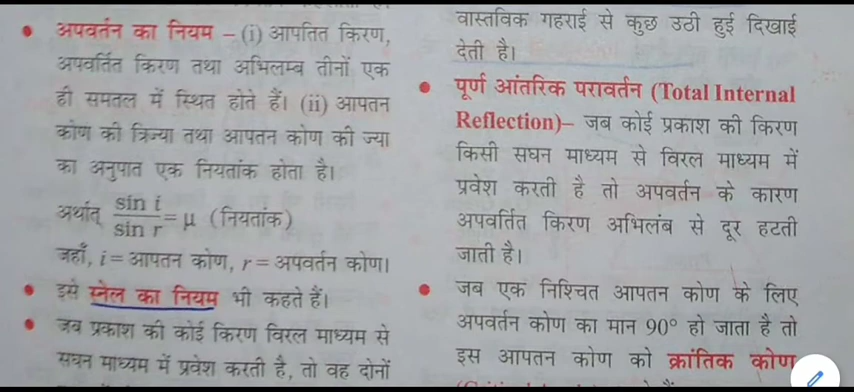 • अपवर्तन का नियम – (i) आपतित किरण,
अपवर्तित किरण तथा अभिलम्ब तीनों एक
ही समतल में स्थित होते हैं। (ii) आपतन
कोण की त्रिज्या तथा आपतन कोण की ज्या
का अनुपात एक नियतांक होता है।
अर्थात् sin i / sin r = μ (नियतांक)
जहाँ, i = आपतन कोण, r = अपवर्तन कोण।
• इसे स्नेल का नियम भी कहते हैं।
• जब प्रकाश की कोई किरण विरल माध्यम से
सघन माध्यम में प्रवेश करती है, तो वह दोनों
वास्तविक गहराई से कुछ उठी हुई दिखाई
देती है।
• पूर्ण आंतरिक परावर्तन (Total Internal
Reflection)– जब कोई प्रकाश की किरण
किसी सघन माध्यम से विरल माध्यम में
प्रवेश करती है तो अपवर्तन के कारण
अपवर्तित किरण अभिलंब से दूर हटती
जाती है।
• जब एक निश्चित आपतन कोण के लिए
अपवर्तन कोण का मान 90° हो जाता है तो
इस आपतन कोण को क्रांतिक कोण